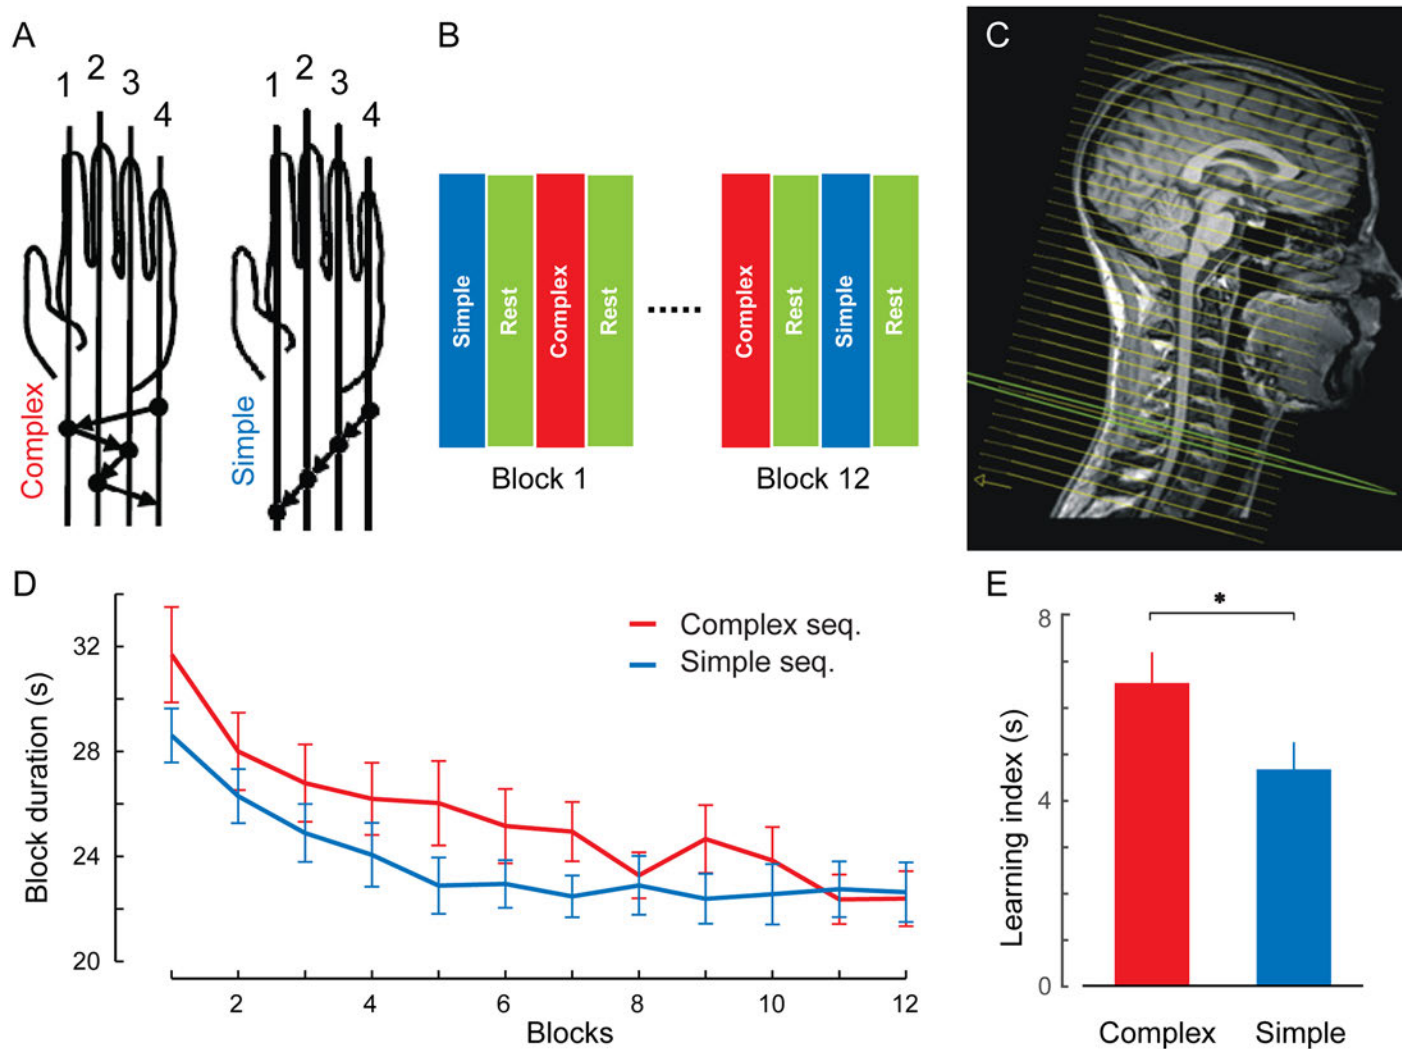 A
1 2 3 4
1 2 3 4
Complex
Simple
B
Simple
Rest
Complex
Rest
.....
Complex
Rest
Simple
Rest
Block 1
Block 12
C
D
Block duration (s)
32
28
24
20
Complex seq.
Simple seq.
2 4 6 8 10 12
Blocks
E
*
Learning index (s)
8
4
0
Complex Simple